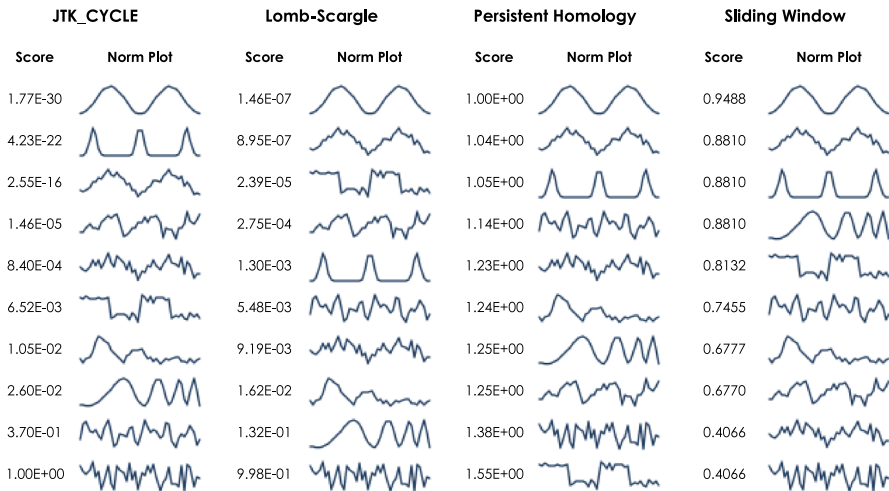 JTK_CYCLE Lomb-Scargle Persistent Homology Sliding Window
Score Norm Plot Score Norm Plot Score Norm Plot Score Norm Plot
1.77E-30 1.46E-07 1.00E+00 0.9488
4.23E-22 8.95E-07 1.04E+00 0.8810
2.55E-16 2.39E-05 1.05E+00 0.8810
1.46E-05 2.75E-04 1.14E+00 0.8810
8.40E-04 1.30E-03 1.23E+00 0.8132
6.52E-03 5.48E-03 1.24E+00 0.7455
1.05E-02 9.19E-03 1.25E+00 0.6777
2.60E-02 1.62E-02 1.25E+00 0.6770
3.70E-01 1.32E-01 1.38E+00 0.4066
1.00E+00 9.98E-01 1.55E+00 0.4066